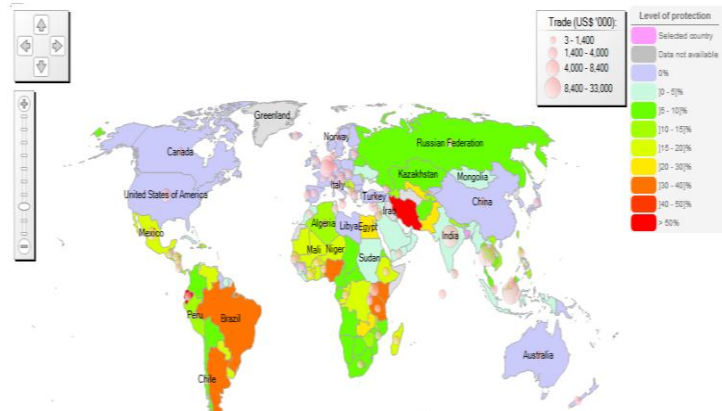 Trade (US$ '000):
3 - 1,400
1,400 - 4,000
4,000 - 8,400
8,400 - 33,000
Level of protection
Selected country
Data not available
0%
]0 - 5]%
]5 - 10]%
]10 - 15]%
]15 - 20]%
]20 - 30]%
]30 - 40]%
]40 - 50]%
> 50%
Greenland
Norway
Russian Federation
Canada
Kazakhstan
Mongolia
Italy
Turkey
China
United States of America
Iraq
Algeria
Libya
Egypt
India
Mexico
Mali
Niger
Sudan
Peru
Brazil
Australia
Chile